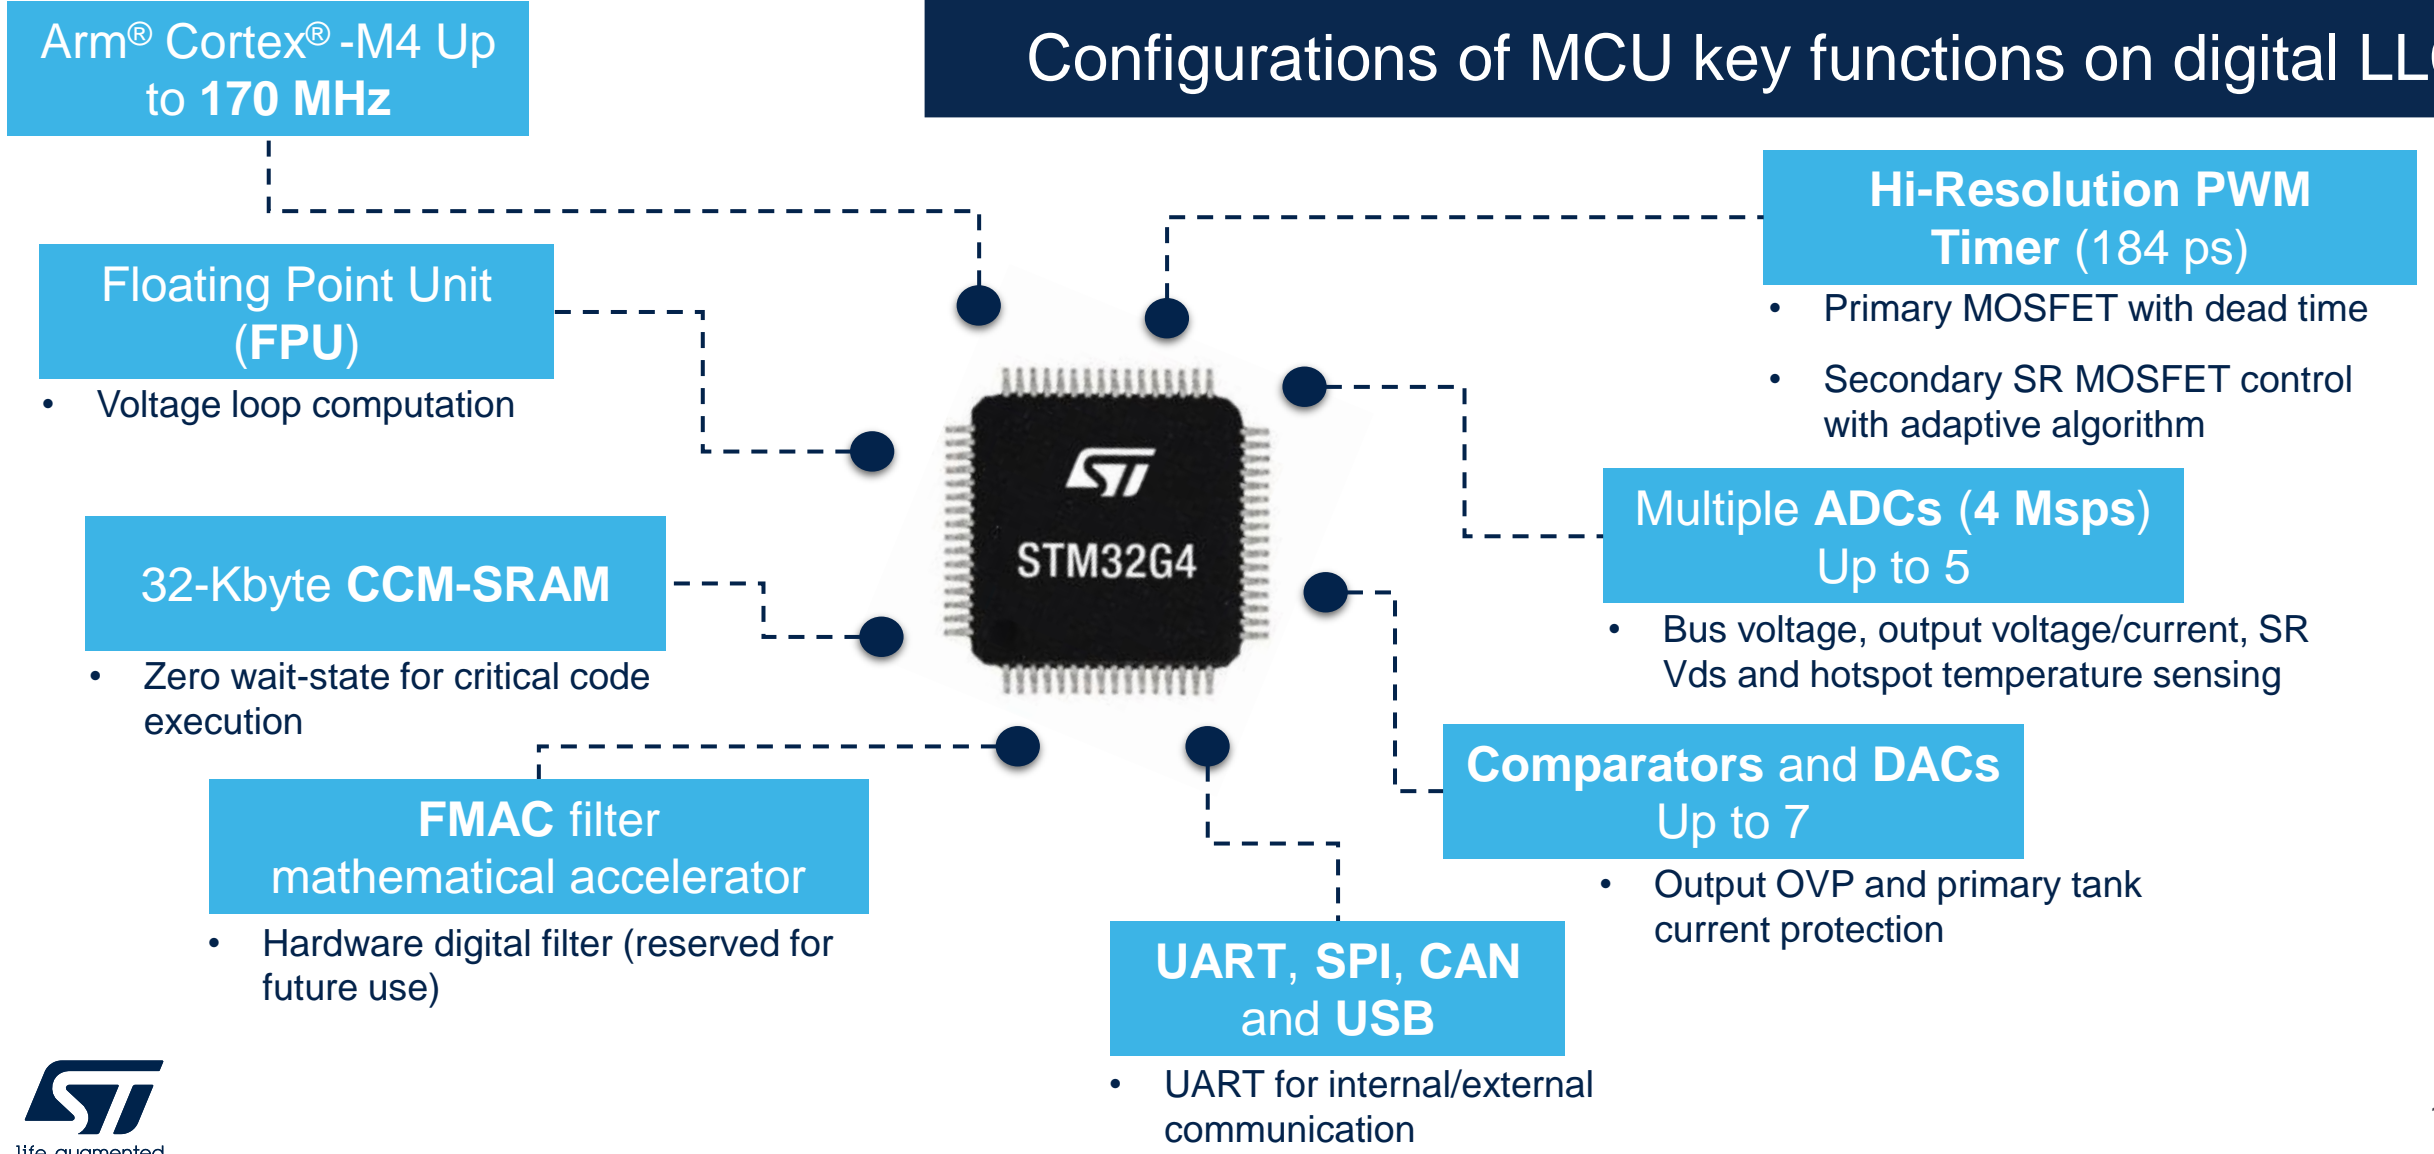 Arm® Cortex® -M4 Up
to 170 MHz
Configurations of MCU key functions on digital
Floating Point Unit
(FPU)
• Voltage loop computation
32-Kbyte CCM-SRAM
• Zero wait-state for critical code
execution
FMAC filter
mathematical accelerator
• Hardware digital filter (reserved for
future use)
ST
STM32G4
Hi-Resolution PWM
Timer (184 ps)
• Primary MOSFET with dead time
• Secondary SR MOSFET control
with adaptive algorithm
Multiple ADCs (4 Msps)
Up to 5
• Bus voltage, output voltage/current, SR
Vds and hotspot temperature sensing
Comparators and DACs
Up to 7
• Output OVP and primary tank
current protection
UART, SPI, CAN
and USB
• UART for internal/external
communication
ST
life.augmented